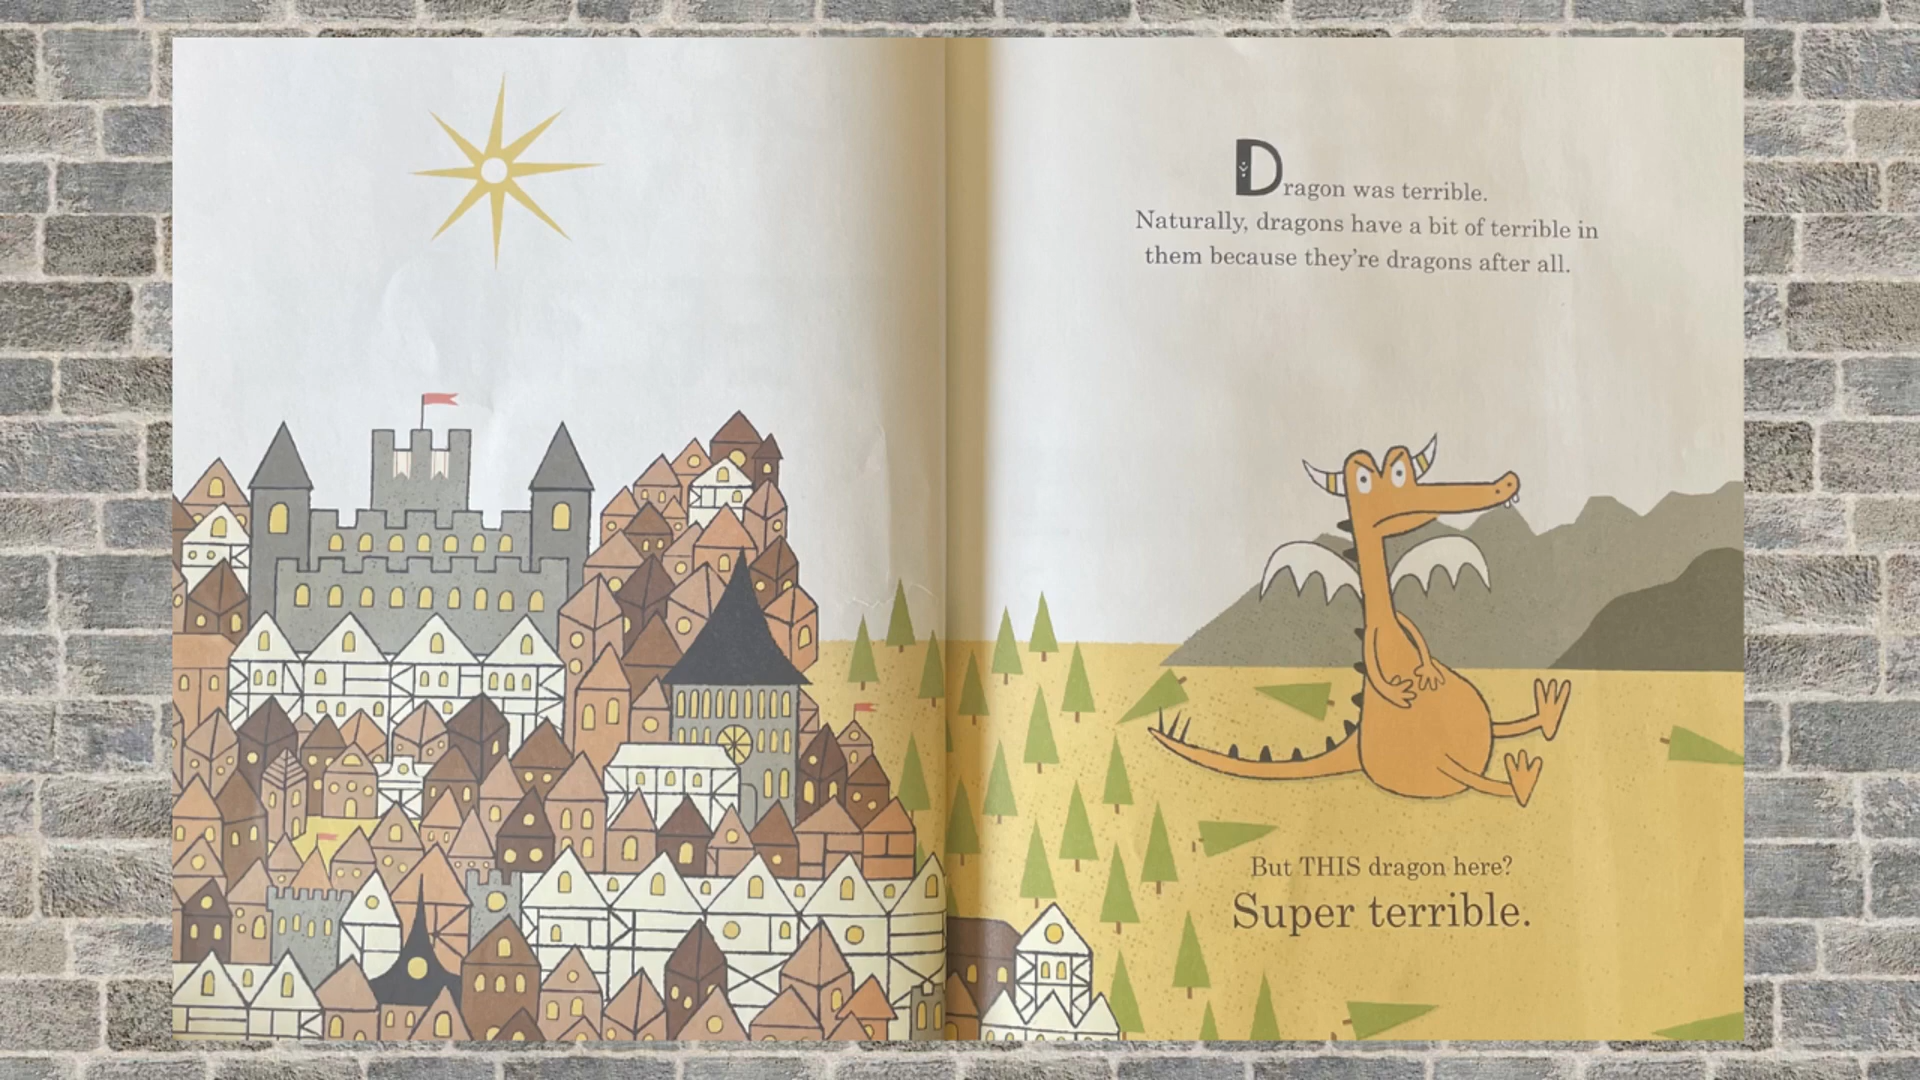 Dragon was terrible.
Naturally, dragons have a bit of terrible in
them because they’re dragons after all.
But THIS dragon here?
Super terrible.